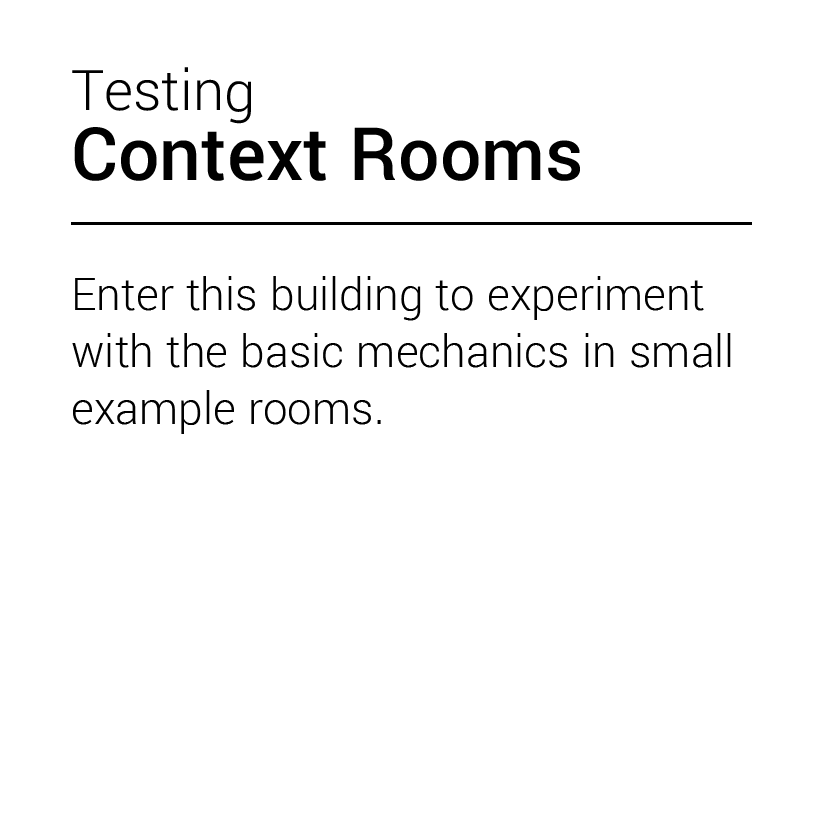 Testing
Context Rooms
Enter this building to experiment
with the basic mechanics in small
example rooms.